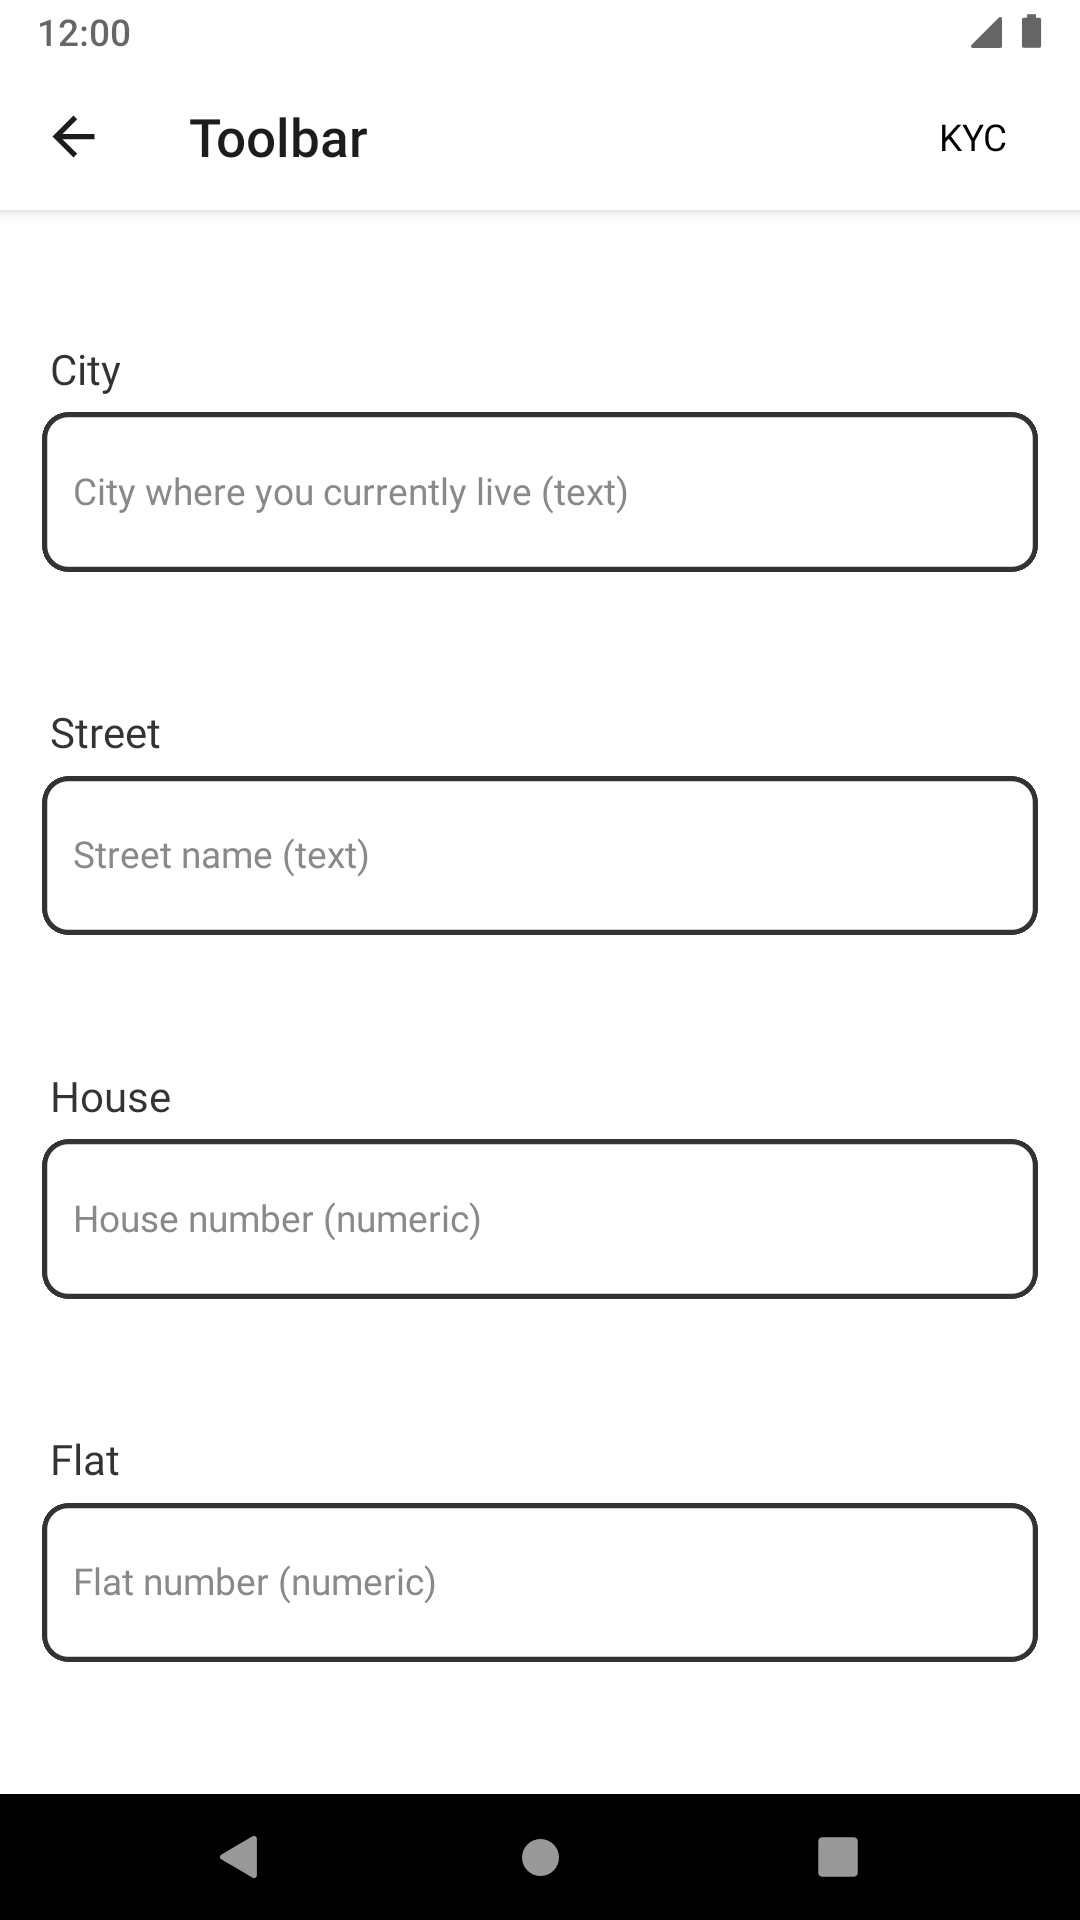 12:00
Toolbar
KYC
City
City where you currently live (text)
Street
Street name (text)
House
House number (numeric)
Flat
Flat number (numeric)